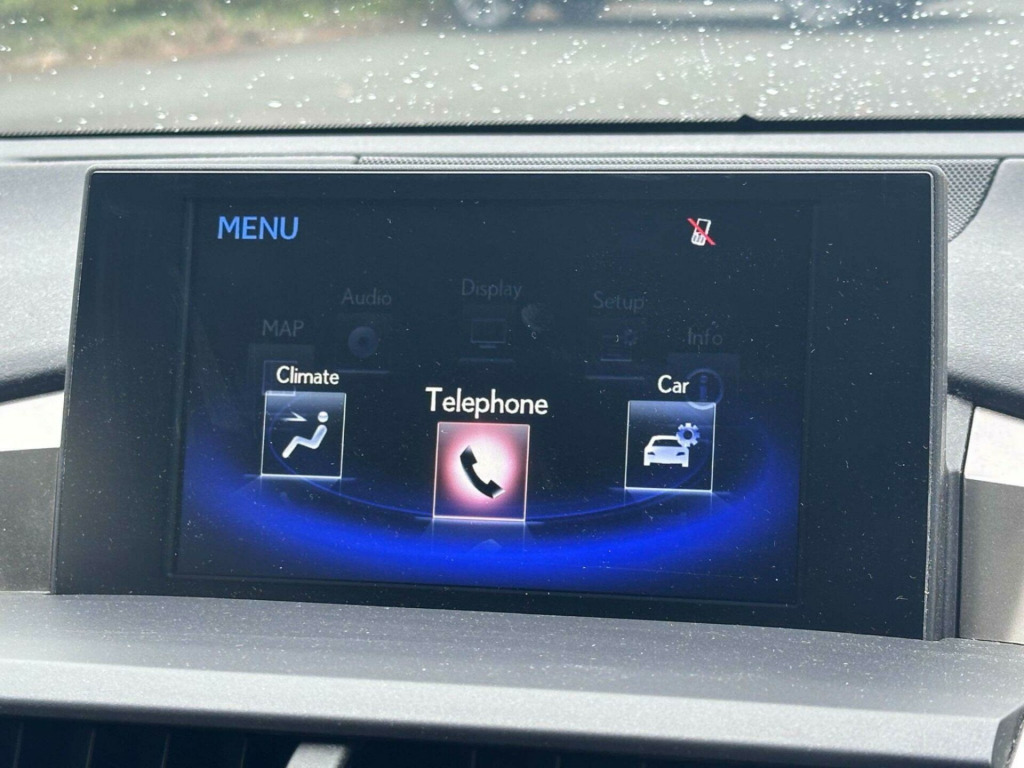 MENU
Display
Audio
Setup
MAP
Info
Climate
Car
Telephone